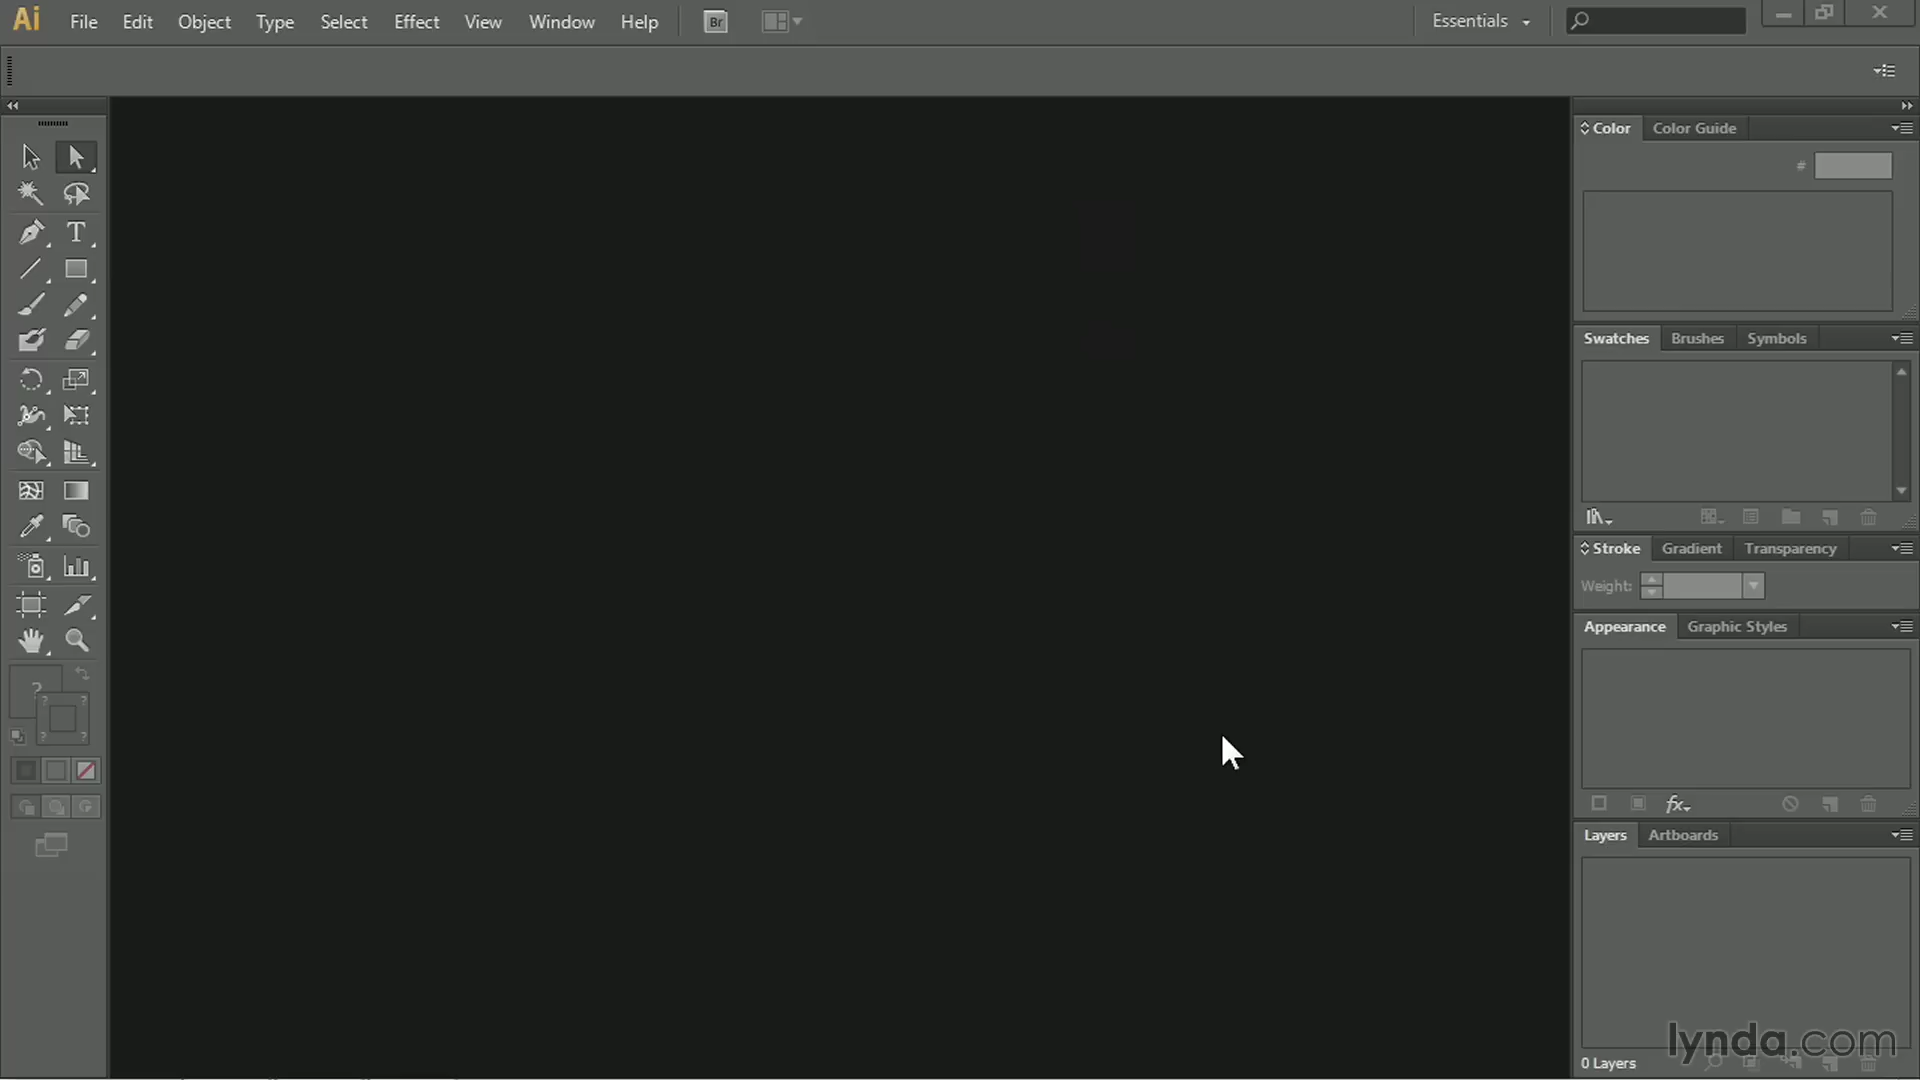 Ai File Edit Object Type Select Effect View Window Help Br Essentials
Color Color Guide
#
T
Swatches Brushes Symbols
Stroke Gradient Transparency
Weight:
Appearance Graphic Styles
?
? ?
? ?
fx
Layers Artboards
lynda.com
0 Layers